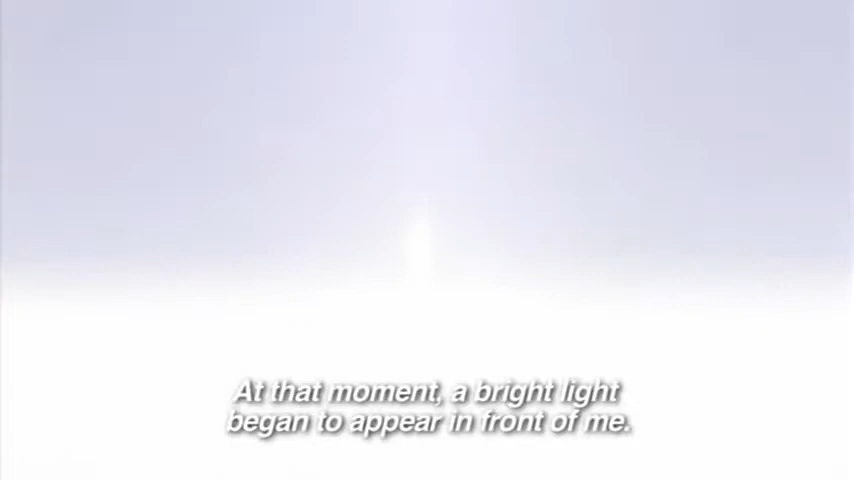 At that moment, a bright light
began to appear in front of me.